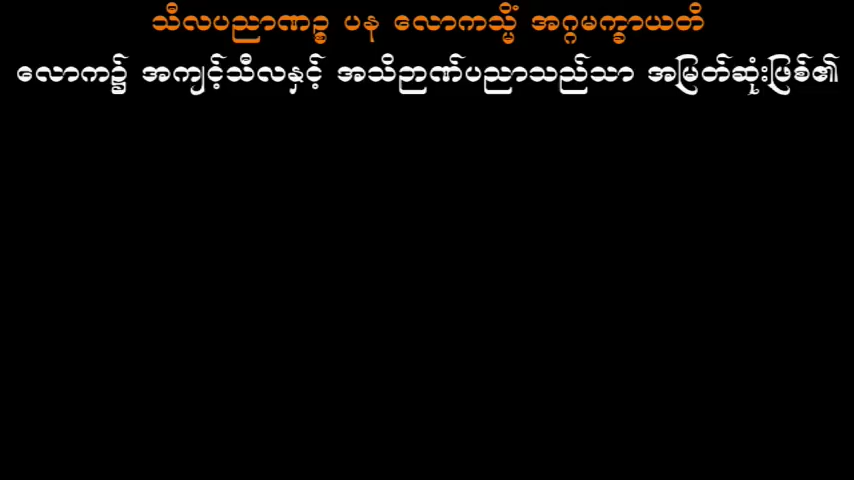 သီလပညာဏဉ္စ ပန လောကသ္မိံ အဂ္ဂမက္ခာယတိ
လောက၌ အကျင့်သီလနှင့် အသိဉာဏ်ပညာသည်သာ အမြတ်ဆုံးဖြစ်၏